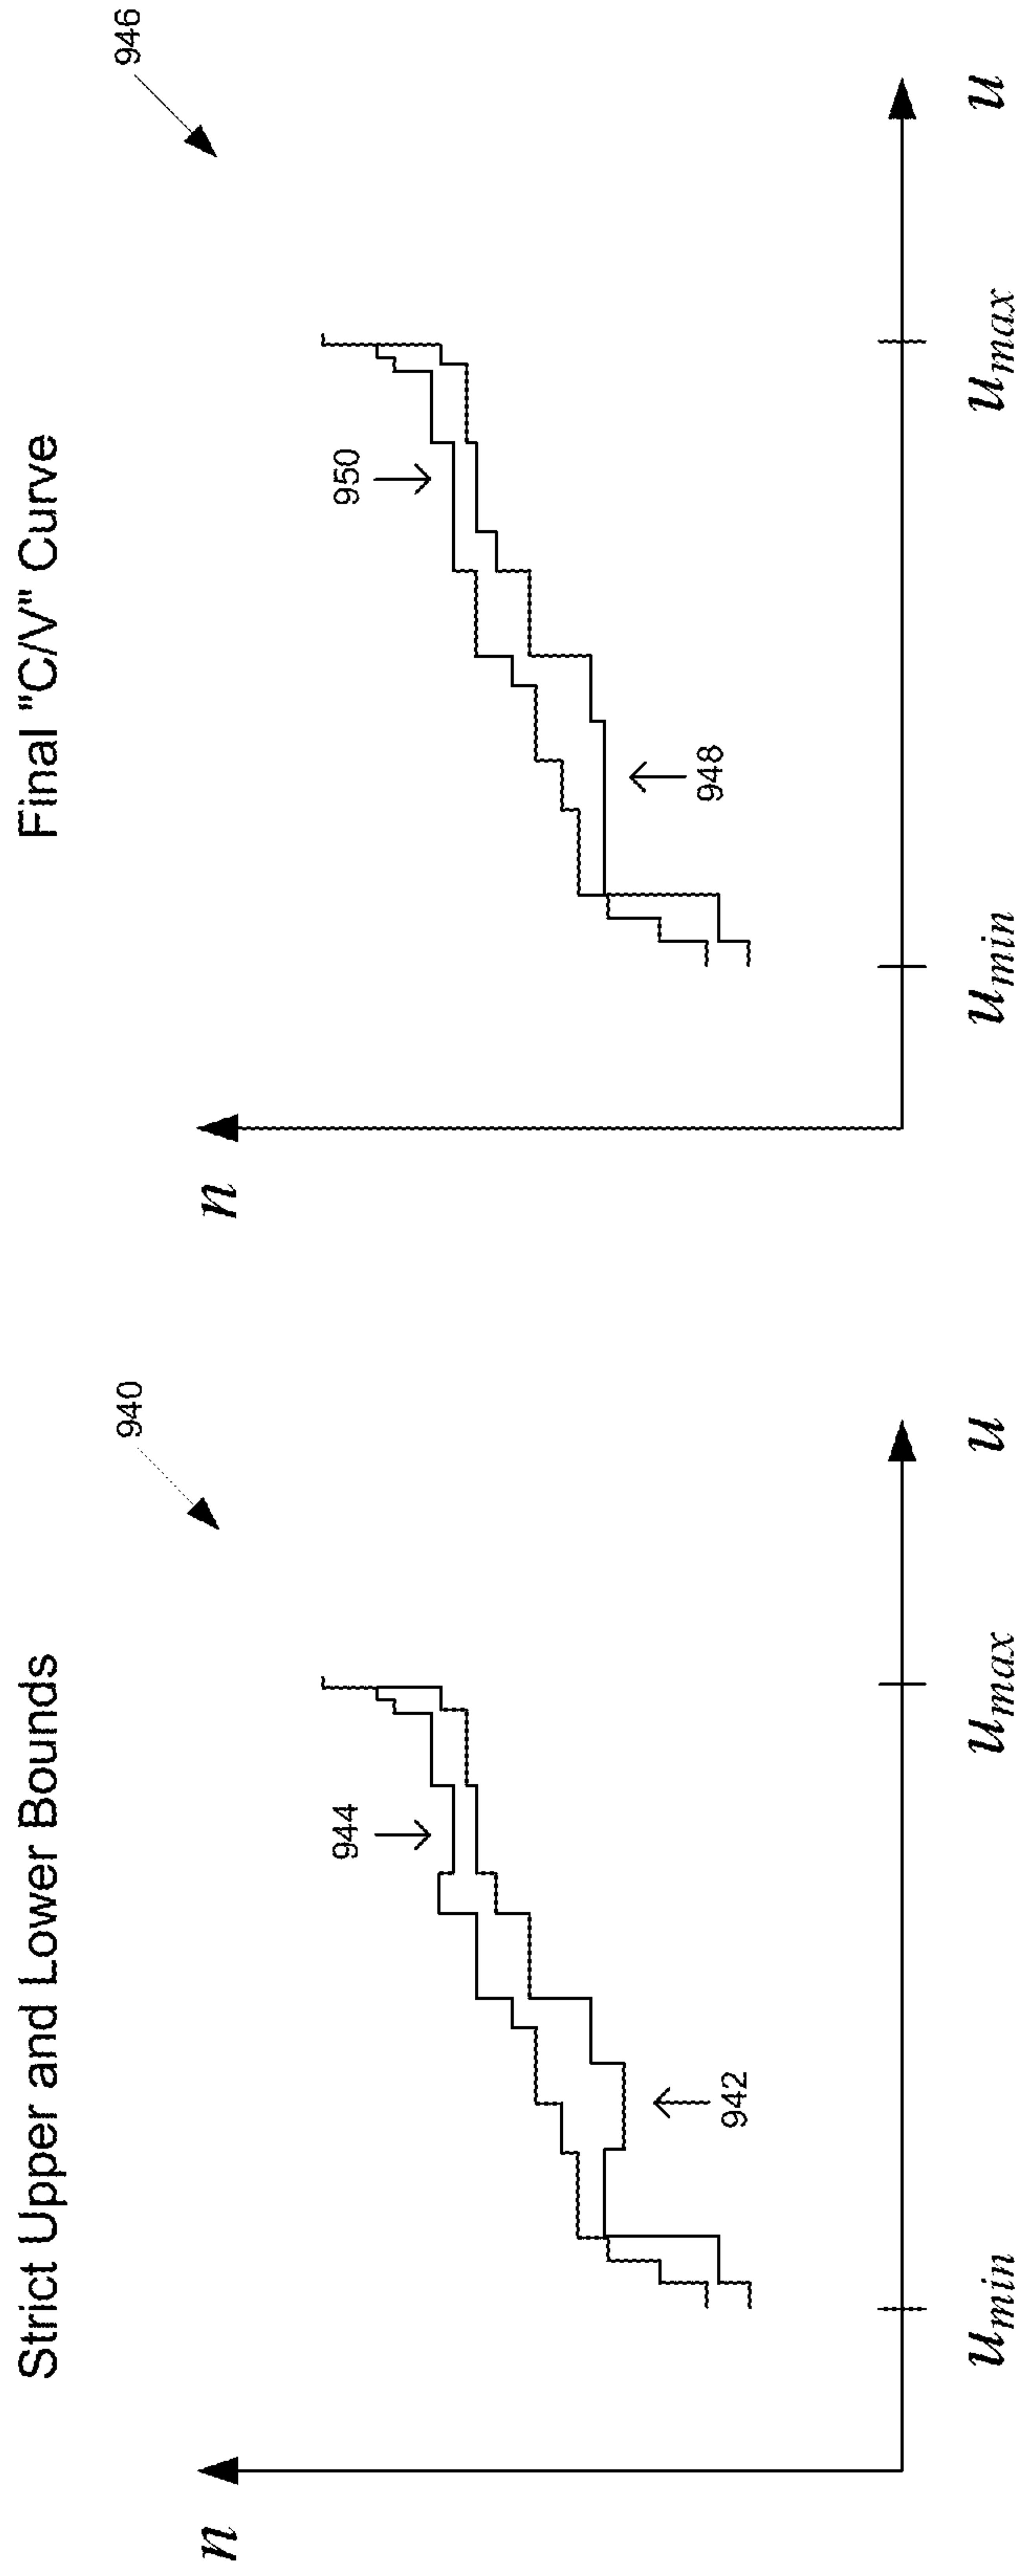 Strict Upper and Lower Bounds
940
n
944
942
u_min
u_max
u
Final "C/V" Curve
946
n
950
948
u_min
u_max
u